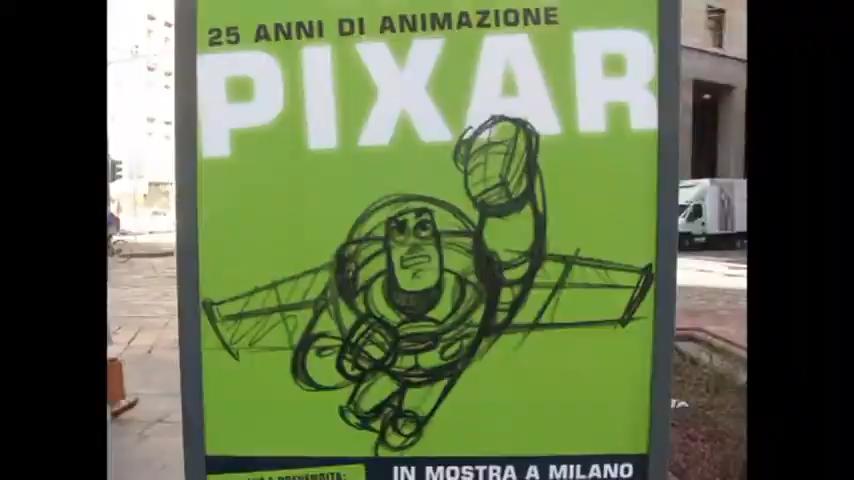 25 ANNI DI ANIMAZIONE
PIXAR
IN MOSTRA A MILANO